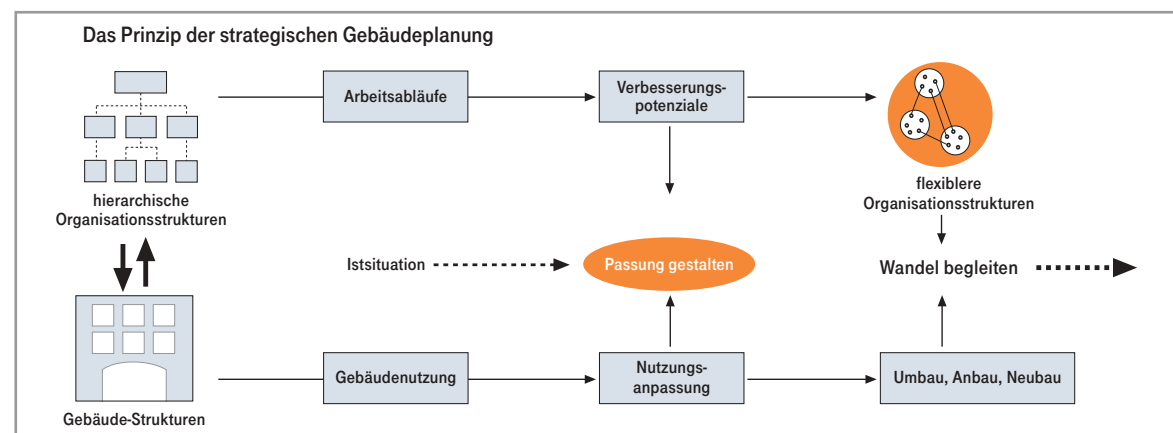 Das Prinzip der strategischen Gebäudeplanung
Arbeitsabläufe
Verbesserungs-
potenziale
hierarchische
Organisationsstrukturen
flexiblere
Organisationsstrukturen
Istsituation
Passung gestalten
Wandel begleiten
Gebäudenutzung
Nutzungs-
anpassung
Umbau, Anbau, Neubau
Gebäude-Strukturen